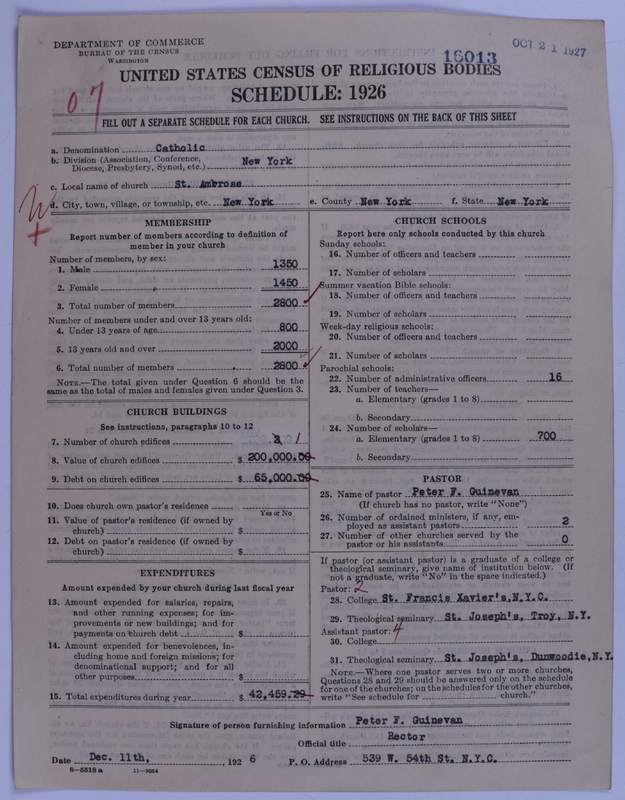 DEPARTMENT OF COMMERCE
BUREAU OF THE CENSUS
WASHINGTON
16013
OCT 21 1927
UNITED STATES CENSUS OF RELIGIOUS BODIES
SCHEDULE: 1926
07
FILL OUT A SEPARATE SCHEDULE FOR EACH CHURCH. SEE INSTRUCTIONS ON THE BACK OF THIS SHEET
a. Denomination Catholic
b. Division (Association, Conference, Diocese, Presbytery, Synod, etc.) New York
c. Local name of church St. Ambrose
d. City, town, village, or township, etc. New York e. County New York f. State New York
MEMBERSHIP
Report number of members according to definition of
member in your church
Number of members, by sex:
1. Male 1350
2. Female 1450
3. Total number of members 2800
Number of members under and over 13 years old:
4. Under 13 years of age 800
5. 13 years old and over 2000
6. Total number of members 2800
NOTE.—The total given under Question 6 should be
same as the total of males and females given under Question 3.
CHURCH BUILDINGS
See instructions, paragraphs 10 to 12
7. Number of church edifices 1
8. Value of church edifices $ 200,000.00
9. Debt on church edifices $ 65,000.00
10. Does church own pastor's residence
Yes or No
11. Value of pastor's residence (if owned by
church) $
12. Debt on pastor's residence (if owned by
church) $
EXPENDITURES
Amount expended by your church during last fiscal year
13. Amount expended for salaries, repairs,
and other running expenses; for im-
provements or new buildings; and for
payments on church debt $
14. Amount expended for benevolences, in-
cluding home and foreign missions; for
denominational support; and for all
other purposes $
15. Total expenditures during year $ 42,459.29
CHURCH SCHOOLS
Report here only schools conducted by this church
Sunday schools:
16. Number of officers and teachers
17. Number of scholars
Summer vacation Bible schools:
18. Number of officers and teachers
19. Number of scholars
Week-day religious schools:
20. Number of officers and teachers
21. Number of scholars
Parochial schools:
22. Number of administrative officers 16
23. Number of teachers—
a. Elementary (grades 1 to 8)
b. Secondary
24. Number of scholars—
a. Elementary (grades 1 to 8) 700
b. Secondary
PASTOR
25. Name of pastor Peter F. Guinevan
(If church has no pastor, write "None")
26. Number of ordained ministers, if any, em-
ployed as assistant pastors 2
27. Number of other churches served by the
pastor or his assistants 0
If pastor (or assistant pastor) is a graduate of a college or
theological seminary, give name of institution below. (If
not a graduate, write "No" in the space indicated.)
Pastor: 2
28. College St. Francis Xavier's,N.Y.C.
29. Theological seminary St. Joseph's, Troy, N.Y.
Assistant pastor: 4
30. College
31. Theological seminary St. Joseph's, Dunwoodie,N.Y.
NOTE.—Where one pastor serves two or more churches,
Questions 28 and 29 should be answered only on the schedule
for one of the churches; on the schedules for the other churches,
write "See schedule for church."
Signature of person furnishing information Peter F. Guinevan
Official title Rector
Date Dec. 11th, 192 6 P. O. Address 539 W. 54th St. N.Y.C.
8—5518 a 11—9084